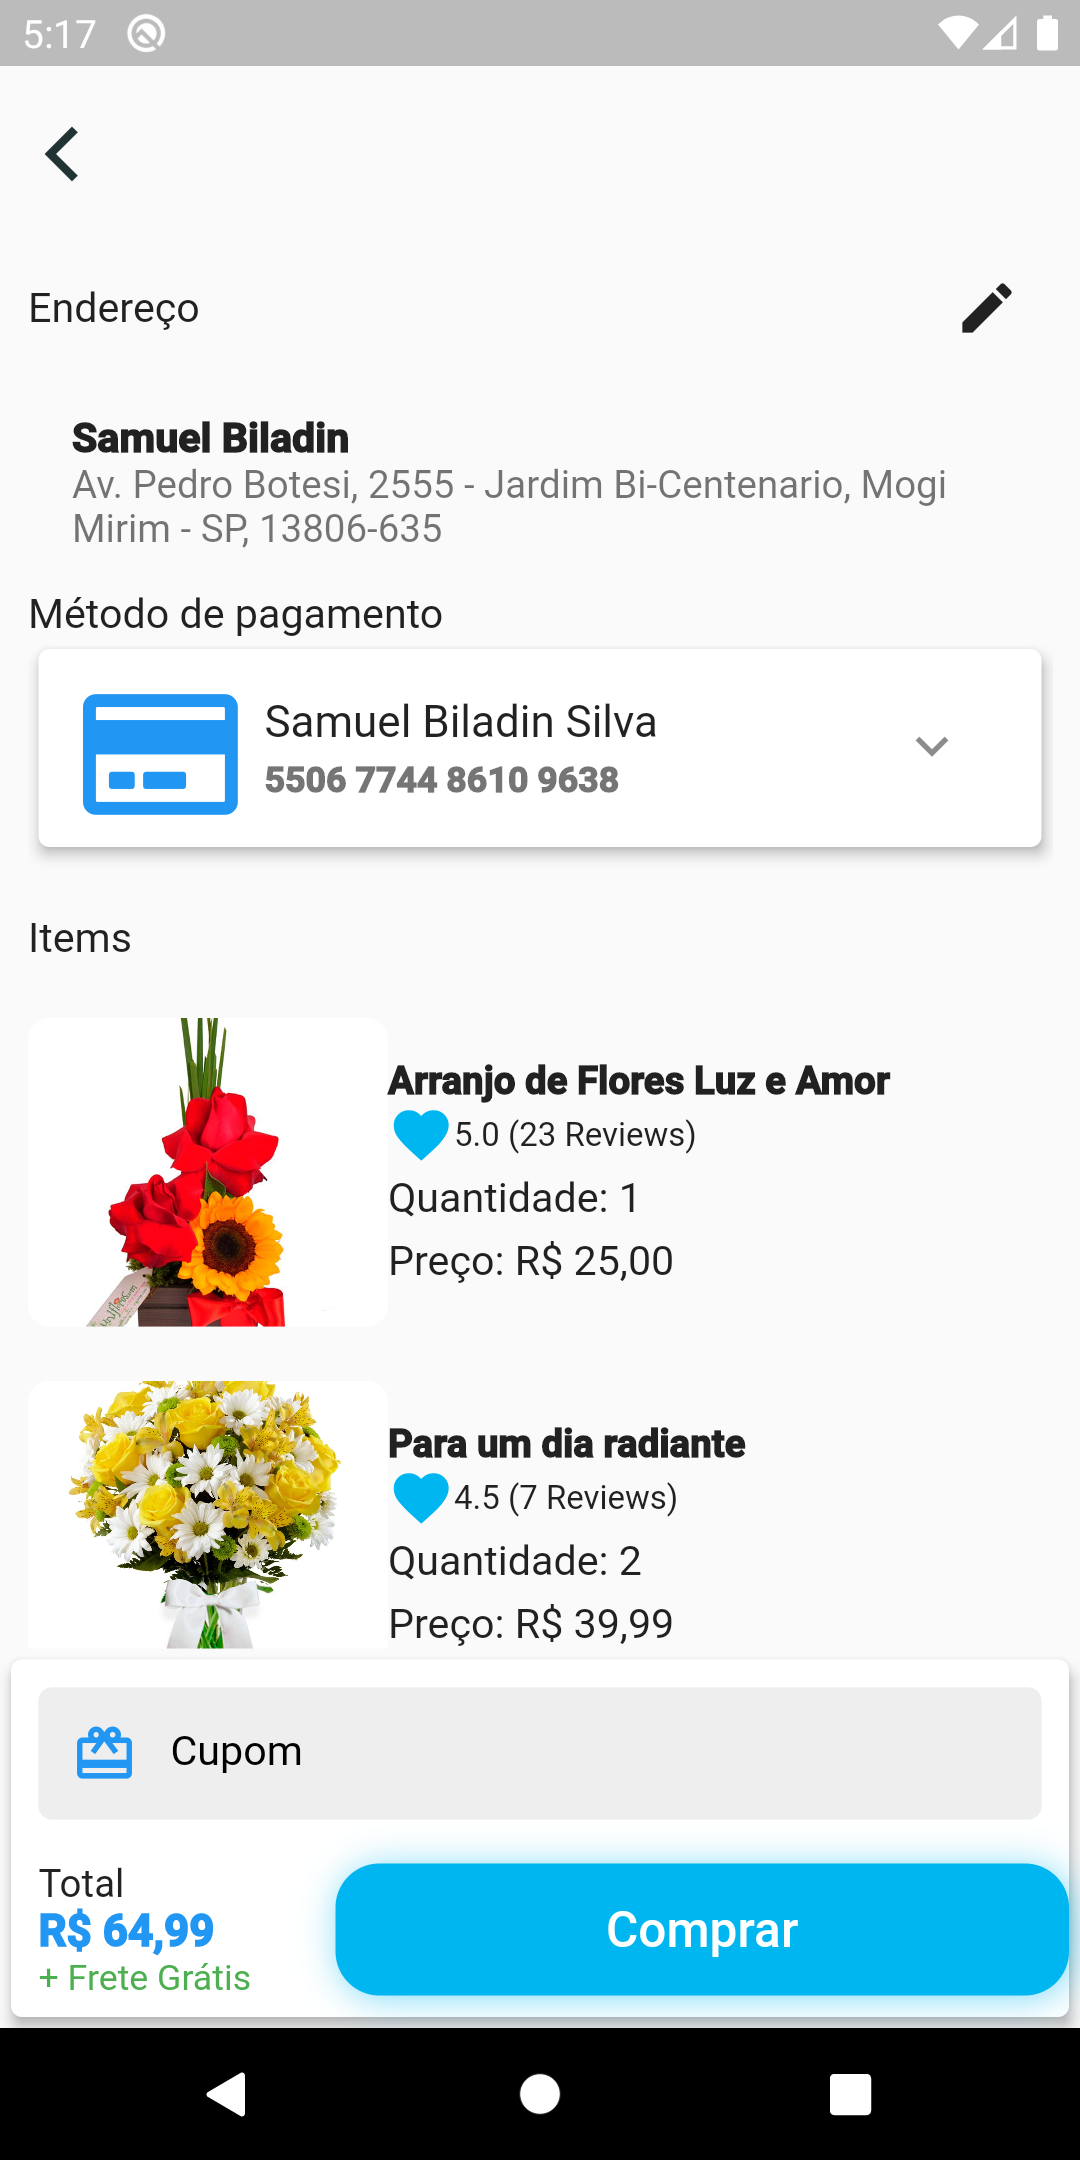 5:17
Endereço
Samuel Biladin
Av. Pedro Botesi, 2555 - Jardim Bi-Centenario, Mogi
Mirim - SP, 13806-635
Método de pagamento
Samuel Biladin Silva
5506 7744 8610 9638
Items
Arranjo de Flores Luz e Amor
5.0 (23 Reviews)
Quantidade: 1
Preço: R$ 25,00
Para um dia radiante
4.5 (7 Reviews)
Quantidade: 2
Preço: R$ 39,99
Cupom
Total
R$ 64,99
+ Frete Grátis
Comprar